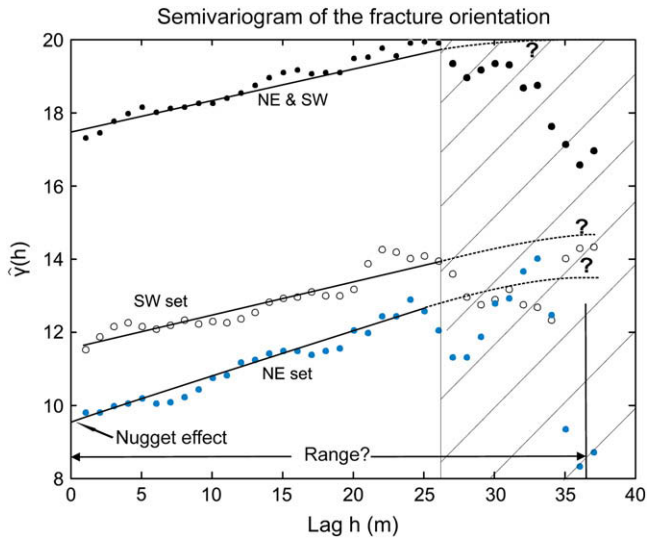 Semivariogram of the fracture orientation
20
18
16
14
12
10
8
γ̂(h)
NE & SW
?
?
?
SW set
NE set
Nugget effect
Range?
0 5 10 15 20 25 30 35 40
Lag h (m)